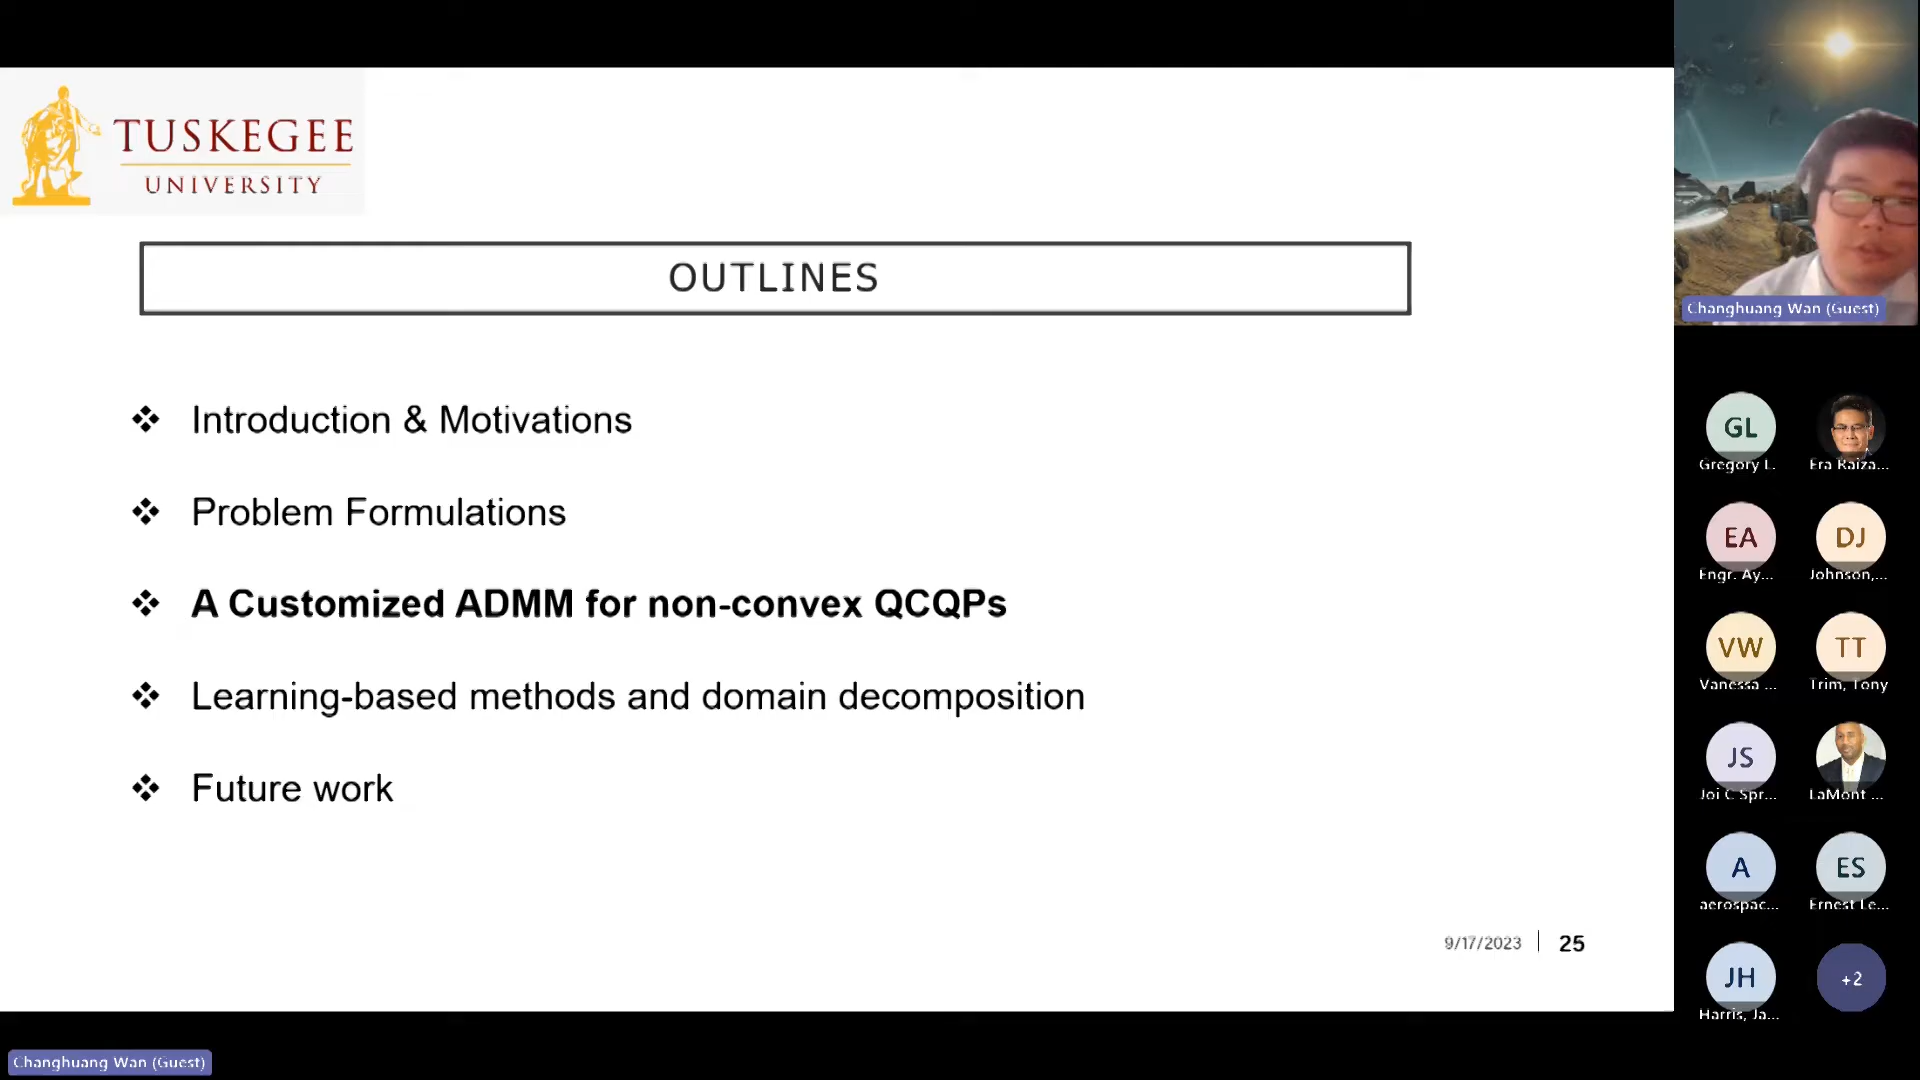 TUSKEGEE
UNIVERSITY
OUTLINES
❖ Introduction & Motivations
❖ Problem Formulations
❖ A Customized ADMM for non-convex QCQPs
❖ Learning-based methods and domain decomposition
❖ Future work
9/17/2023
25
Changhuang Wan (Guest)
GL
Gregory L.
Era Raiza...
EA
Engr. Ay...
DJ
Johnson,...
VW
Vanessa ...
TT
Trim, Tony
JS
Joi C Spr...
LaMont ...
A
aerospac...
ES
Ernest Le...
JH
Harris, Ja...
+2
Changhuang Wan (Guest)